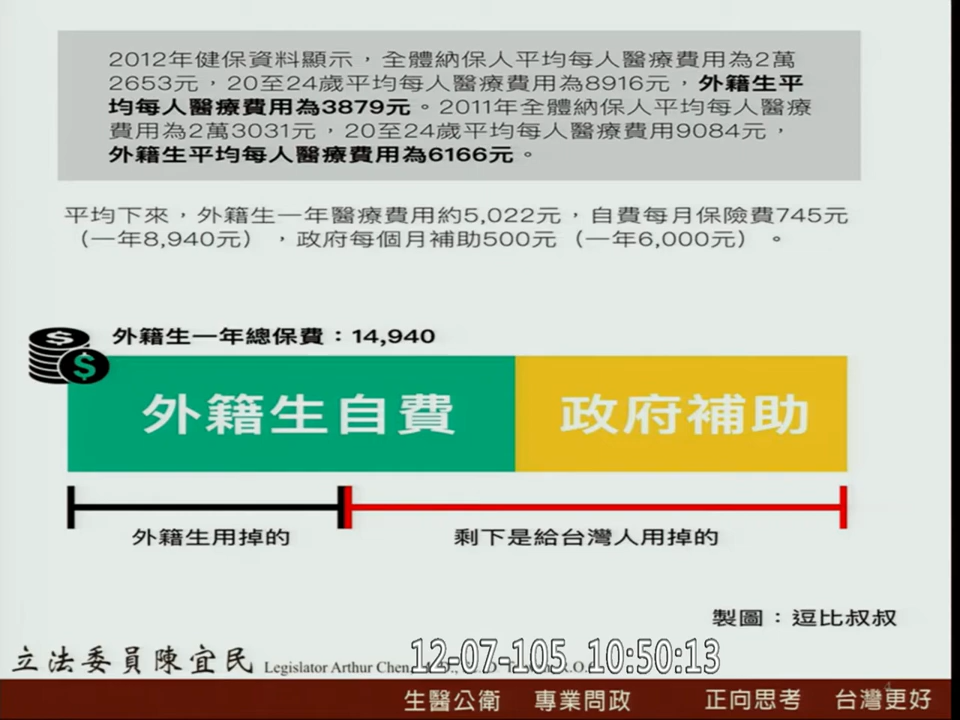 2012年健保資料顯示，全體納保人平均每人醫療費用為2萬
2653元，20至24歲平均每人醫療費用為8916元，外籍生平
均每人醫療費用為3879元。2011年全體納保人平均每人醫療
費用為2萬3031元，20至24歲平均每人醫療費用9084元，
外籍生平均每人醫療費用為6166元。
平均下來，外籍生一年醫療費用約5,022元，自費每月保險費745元
（一年8,940元），政府每個月補助500元（一年6,000元）。
外籍生一年總保費：14,940
外籍生自費 政府補助
外籍生用掉的 剩下是給台灣人用掉的
製圖：逗比叔叔
立法委員陳宜民 Legislator Arthur Chen
12-07-105 10:50:13
生醫公衛 專業問政 正向思考 台灣更好